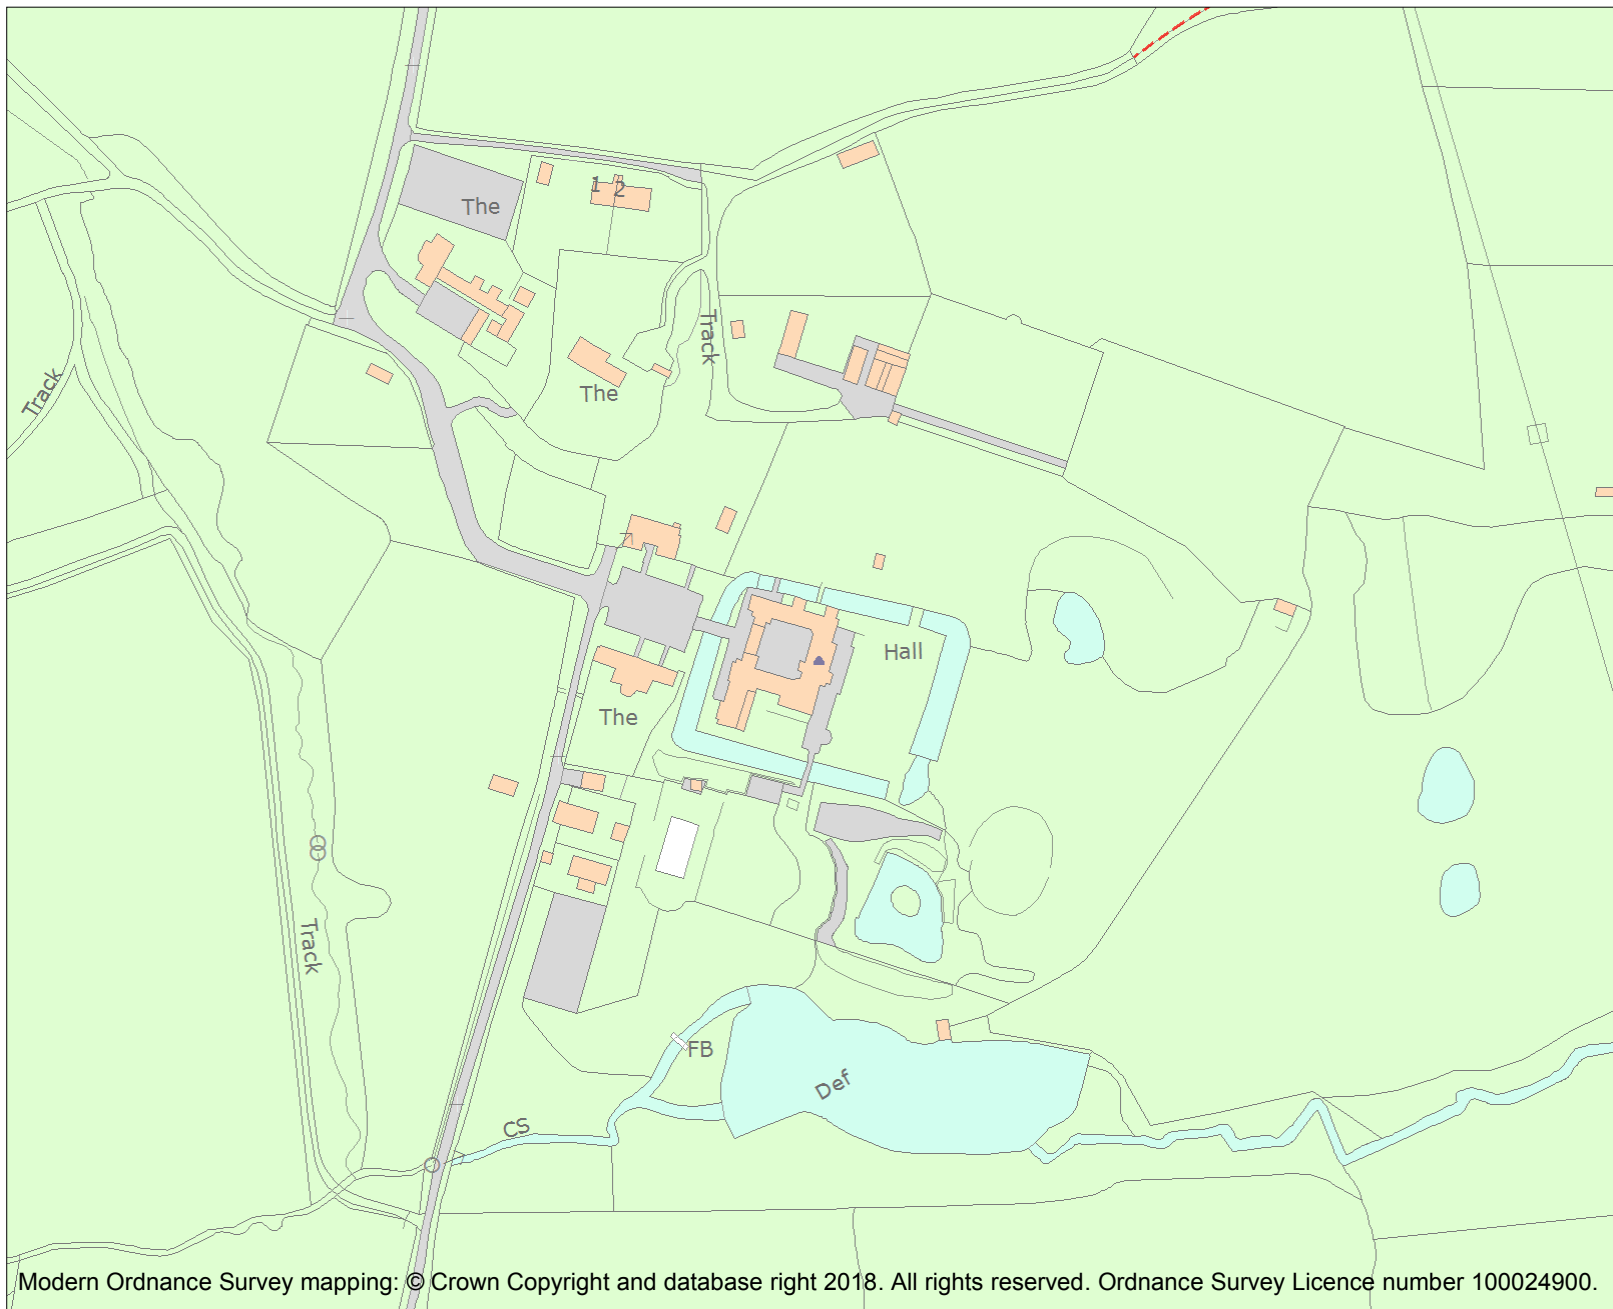 1
2
The
Track
Track
The
Hall
The
Track
FB
Def
CS
Modern Ordnance Survey mapping: © Crown Copyright and database right 2018. All rights reserved. Ordnance Survey Licence number 100024900.